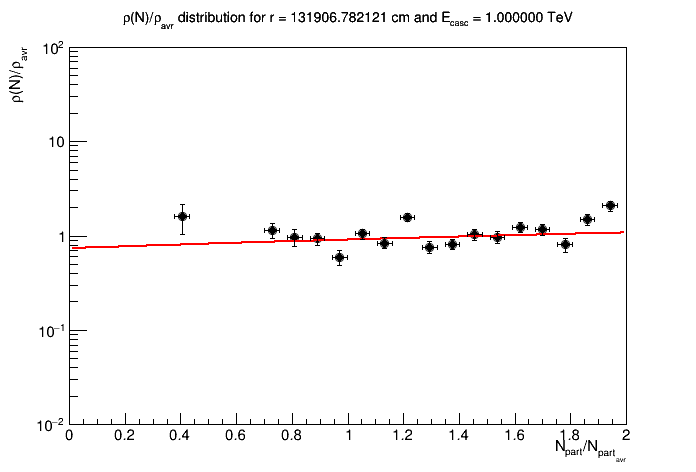 ρ(N)/ρavr distribution for r = 131906.782121 cm and Ecasc = 1.000000 TeV
ρ(N)/ρavr
10²
10
1
10⁻¹
10⁻²
0 0.2 0.4 0.6 0.8 1 1.2 1.4 1.6 1.8 2
Npart/Npartavr